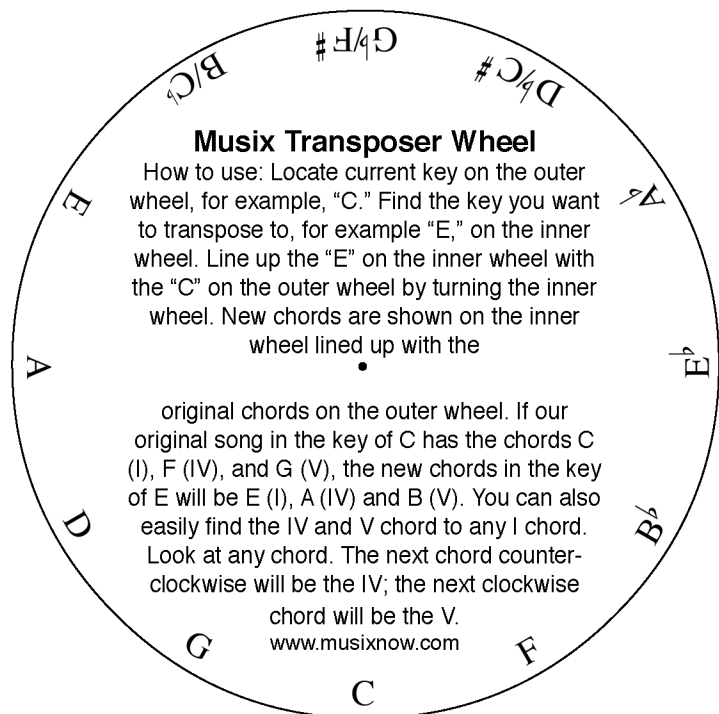 G♭/F♯
D♭/C♯
A♭
E♭
B♭
F
C
G
D
A
E
B/C♭
Musix Transposer Wheel
How to use: Locate current key on the outer
wheel, for example, “C.” Find the key you want
to transpose to, for example “E,” on the inner
wheel. Line up the “E” on the inner wheel with
the “C” on the outer wheel by turning the inner
wheel. New chords are shown on the inner
wheel lined up with the
original chords on the outer wheel. If our
original song in the key of C has the chords C
(I), F (IV), and G (V), the new chords in the key
of E will be E (I), A (IV) and B (V). You can also
easily find the IV and V chord to any I chord.
Look at any chord. The next chord counter-
clockwise will be the IV; the next clockwise
chord will be the V.
www.musixnow.com